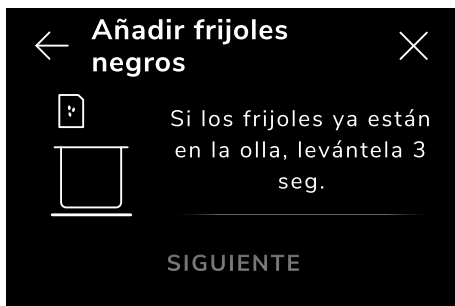 Añadir frijoles
negros
Si los frijoles ya están
en la olla, levántela 3
seg.
SIGUIENTE